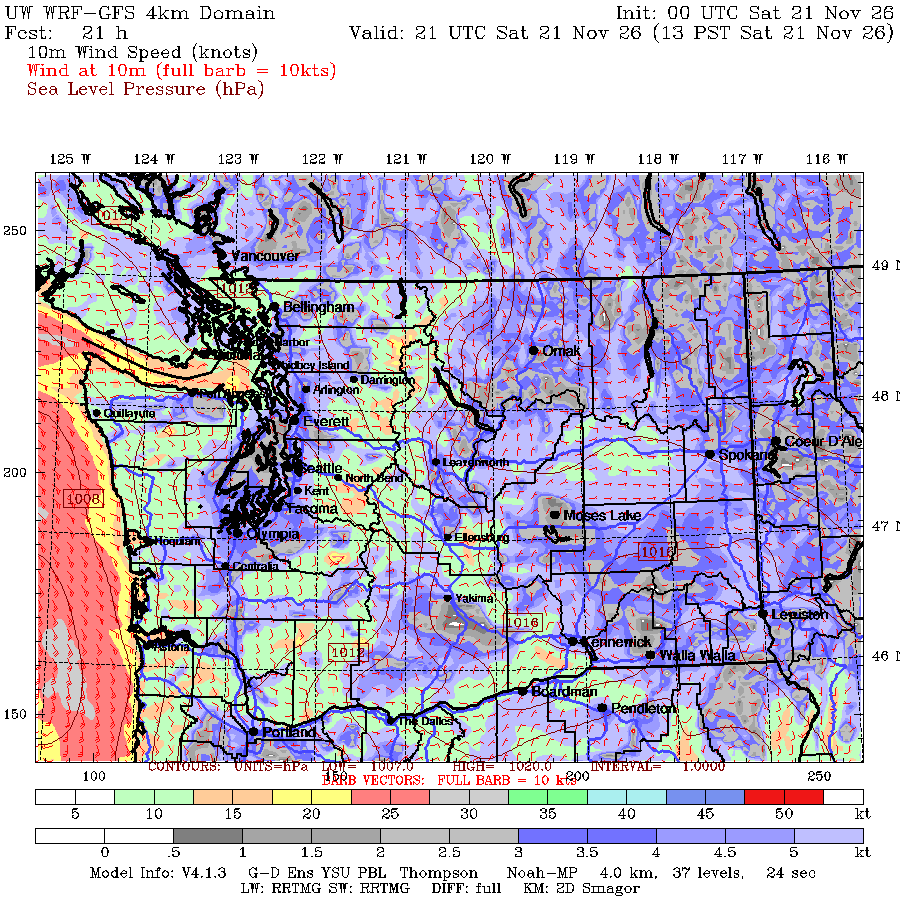 UW WRF-GFS 4km Domain Init: 00 UTC Sat 21 Nov 26
Fcst: 21 h Valid: 21 UTC Sat 21 Nov 26 (13 PST Sat 21 Nov 26)
10m Wind Speed (knots)
Wind at 10m (full barb = 10kts)
Sea Level Pressure (hPa)
125 W 124 W 123 W 122 W 121 W 120 W 119 W 118 W 117 W 116 W
250
Vancouver
49 N
Bellingham
Omak
Darrington
Arlington
48 N
Quillayute
Everett
Coeur D'Ale
Spokane
Leavenworth
200
Seattle
North Bend
Kent
1008
Tacoma
Moses Lake
47 N
Olympia
Ellensburg
Hoquiam
1016
Centralia
Yakima
Lewiston
1016
Kennewick
Astoria
1012
Walla Walla
46 N
Boardman
Pendleton
150
The Dalles
Portland
CONTOURS: UNITS=hPa LOW= 1007.0 HIGH= 1020.0 INTERVAL= 1.0000
100 150 200 250
BARB VECTORS: FULL BARB = 10 kts
5 10 15 20 25 30 35 40 45 50 kt
0 .5 1 1.5 2 2.5 3 3.5 4 4.5 5 kt
Model Info: V4.1.3 G-D Ens YSU PBL Thompson Noah-MP 4.0 km, 37 levels, 24 sec
LW: RRTMG SW: RRTMG DIFF: full KM: 2D Smagor